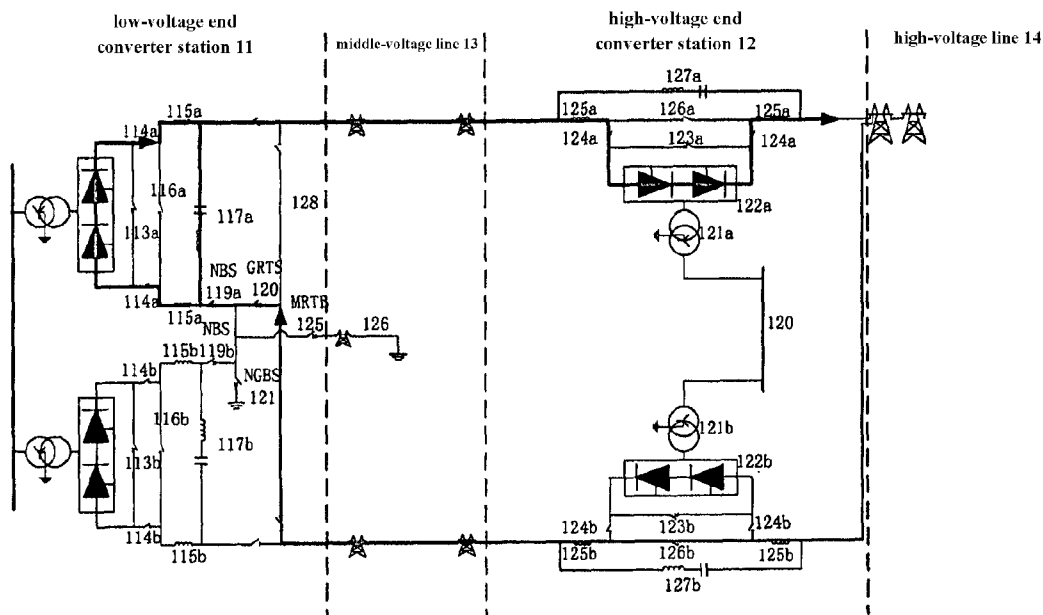 low-voltage end
converter station 11
middle-voltage line 13
high-voltage end
converter station 12
high-voltage line 14
127a
115a
125a
126a
125a
114a
124a
123a
124a
116a
117a
128
122a
113a
121a
NBS
GRTS
119a
120
MRTB
114a
115a
NBS
125
126
120
115b
119b
114b
NGBS
121
116b
121b
117b
113b
122b
124b
123b
124b
114b
115b
125b
126b
125b
127b